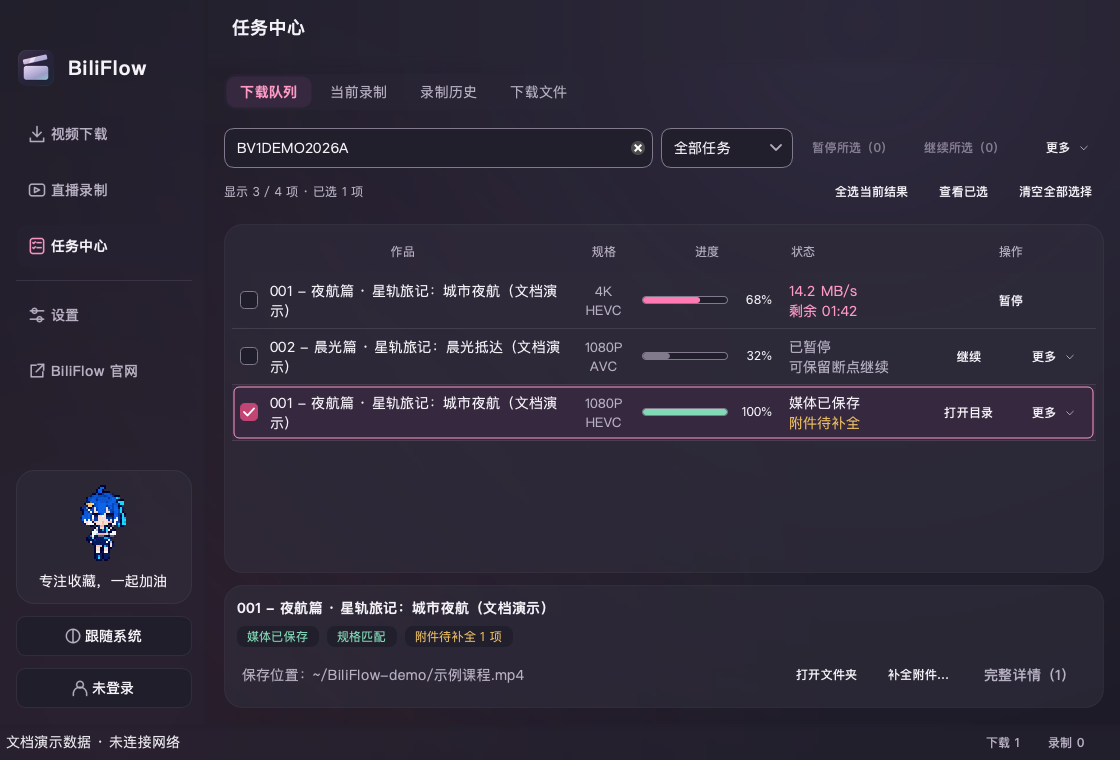 任务中心
BiliFlow
下载队列 当前录制 录制历史 下载文件
视频下载
直播录制
任务中心
设置
BiliFlow 官网
BV1DEMO2026A 全部任务 暂停所选（0） 继续所选（0） 更多
显示 3 / 4 项 · 已选 1 项 全选当前结果 查看已选 清空全部选择
作品 规格 进度 状态 操作
001 – 夜航篇 · 星轨旅记：城市夜航（文档演示） 4K HEVC 68% 14.2 MB/s 剩余 01:42 暂停
002 – 晨光篇 · 星轨旅记：晨光抵达（文档演示） 1080P AVC 32% 已暂停 可保留断点继续 继续 更多
001 – 夜航篇 · 星轨旅记：城市夜航（文档演示） 1080P HEVC 100% 媒体已保存 附件待补全 打开目录 更多
专注收藏，一起加油
跟随系统
未登录
001 – 夜航篇 · 星轨旅记：城市夜航（文档演示）
媒体已保存 规格匹配 附件待补全 1 项
保存位置：~/BiliFlow-demo/示例课程.mp4 打开文件夹 补全附件... 完整详情（1）
文档演示数据 · 未连接网络 下载 1 录制 0